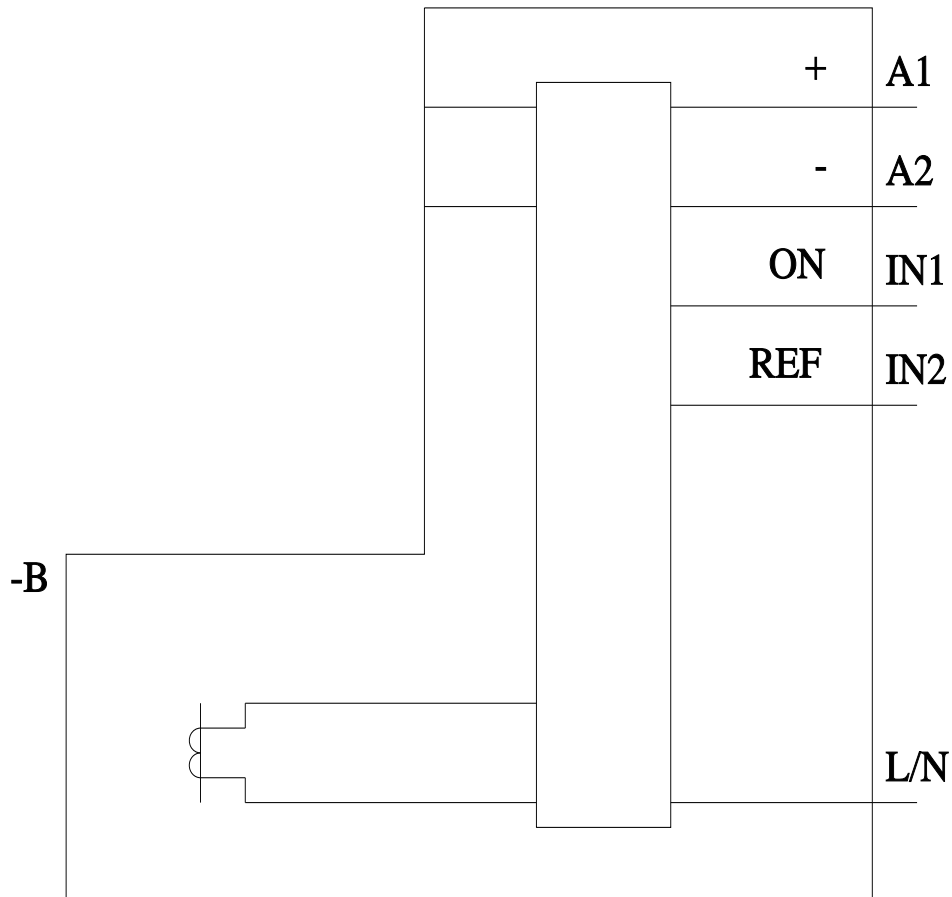 + A1
- A2
ON IN1
REF IN2
-B
L/N